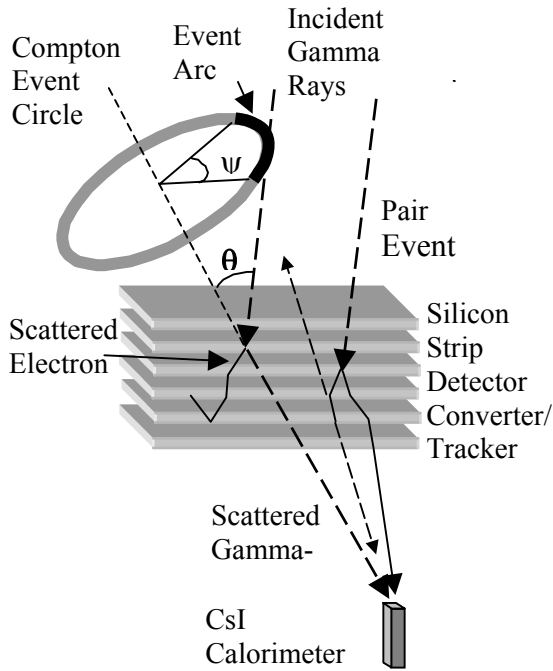 Compton
Event
Circle
Event
Arc
Incident
Gamma
Rays
ψ
Pair
Event
θ
Scattered
Electron
Silicon
Strip
Detector
Converter/
Tracker
Scattered
Gamma-
CsI
Calorimeter